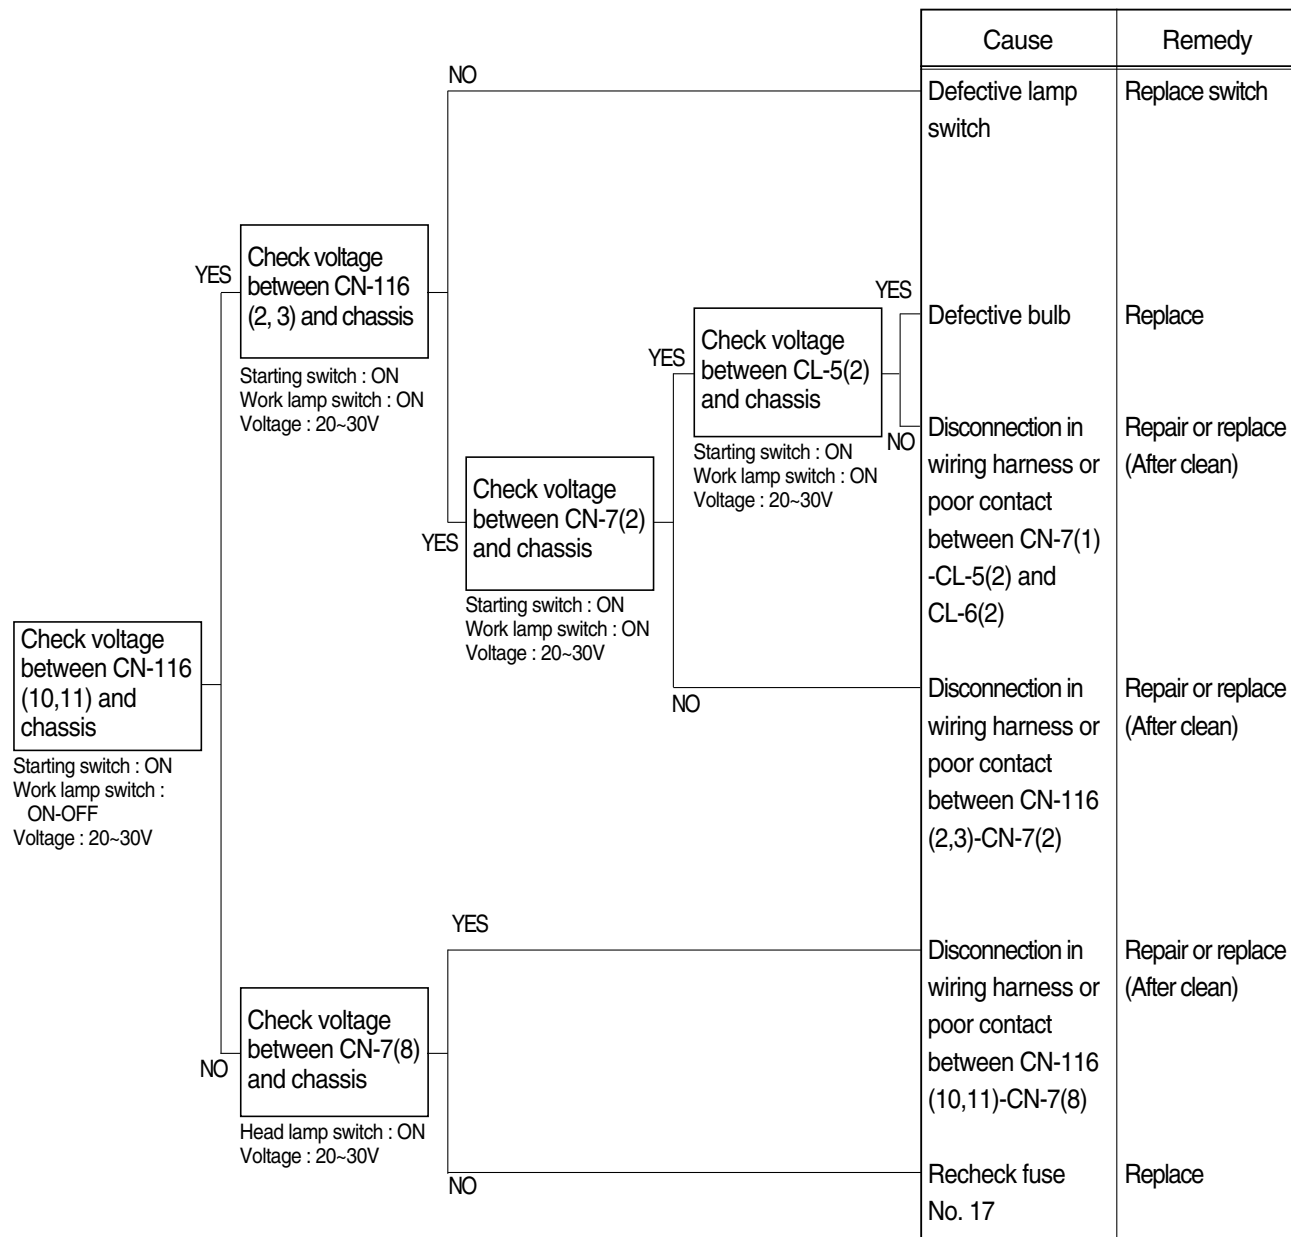 Cause
Remedy
NO
Defective lamp
switch
Replace switch
YES
Check voltage
between CN-116
(2, 3) and chassis
Starting switch : ON
Work lamp switch : ON
Voltage : 20~30V
YES
Defective bulb
Replace
YES
Check voltage
between CL-5(2)
and chassis
Starting switch : ON
Work lamp switch : ON
Voltage : 20~30V
NO
Disconnection in
wiring harness or
poor contact
between CN-7(1)
-CL-5(2) and
CL-6(2)
Repair or replace
(After clean)
YES
Check voltage
between CN-7(2)
and chassis
Starting switch : ON
Work lamp switch : ON
Voltage : 20~30V
NO
Disconnection in
wiring harness or
poor contact
between CN-116
(2,3)-CN-7(2)
Repair or replace
(After clean)
Check voltage
between CN-116
(10,11) and
chassis
Starting switch : ON
Work lamp switch :
ON-OFF
Voltage : 20~30V
YES
Disconnection in
wiring harness or
poor contact
between CN-116
(10,11)-CN-7(8)
Repair or replace
(After clean)
NO
Check voltage
between CN-7(8)
and chassis
Head lamp switch : ON
Voltage : 20~30V
NO
Recheck fuse
No. 17
Replace